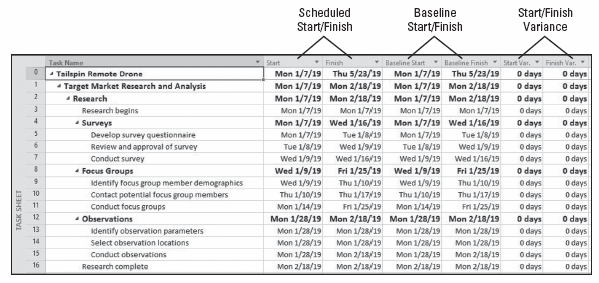 Scheduled Start/Finish Baseline Start/Finish Start/Finish Variance
Task Name Start Finish Baseline Start Baseline Finish Start Var. Finish Var.
0 Tailspin Remote Drone Mon 1/7/19 Thu 5/23/19 Mon 1/7/19 Thu 5/23/19 0 days 0 days
1 Target Market Research and Analysis Mon 1/7/19 Mon 2/18/19 Mon 1/7/19 Mon 2/18/19 0 days 0 days
2 Research Mon 1/7/19 Mon 2/18/19 Mon 1/7/19 Mon 2/18/19 0 days 0 days
3 Research begins Mon 1/7/19 Mon 1/7/19 Mon 1/7/19 Mon 1/7/19 0 days 0 days
4 Surveys Mon 1/7/19 Wed 1/16/19 Mon 1/7/19 Wed 1/16/19 0 days 0 days
5 Develop survey questionnaire Mon 1/7/19 Tue 1/8/19 Mon 1/7/19 Tue 1/8/19 0 days 0 days
6 Review and approval of survey Tue 1/8/19 Wed 1/9/19 Tue 1/8/19 Wed 1/9/19 0 days 0 days
7 Conduct survey Wed 1/9/19 Wed 1/16/19 Wed 1/9/19 Wed 1/16/19 0 days 0 days
8 Focus Groups Wed 1/9/19 Fri 1/25/19 Wed 1/9/19 Fri 1/25/19 0 days 0 days
9 Identify focus group member demographics Wed 1/9/19 Thu 1/10/19 Wed 1/9/19 Thu 1/10/19 0 days 0 days
10 Contact potential focus group members Thu 1/10/19 Thu 1/17/19 Thu 1/10/19 Thu 1/17/19 0 days 0 days
11 Conduct focus groups Mon 1/14/19 Fri 1/25/19 Mon 1/14/19 Fri 1/25/19 0 days 0 days
12 Observations Mon 1/28/19 Mon 2/18/19 Mon 1/28/19 Mon 2/18/19 0 days 0 days
13 Identify observation parameters Mon 1/28/19 Mon 1/28/19 Mon 1/28/19 Mon 1/28/19 0 days 0 days
14 Select observation locations Mon 1/28/19 Mon 1/28/19 Mon 1/28/19 Mon 1/28/19 0 days 0 days
15 Conduct observations Mon 1/28/19 Mon 2/18/19 Mon 1/28/19 Mon 2/18/19 0 days 0 days
16 Research complete Mon 2/18/19 Mon 2/18/19 Mon 2/18/19 Mon 2/18/19 0 days 0 days
TASK SHEET